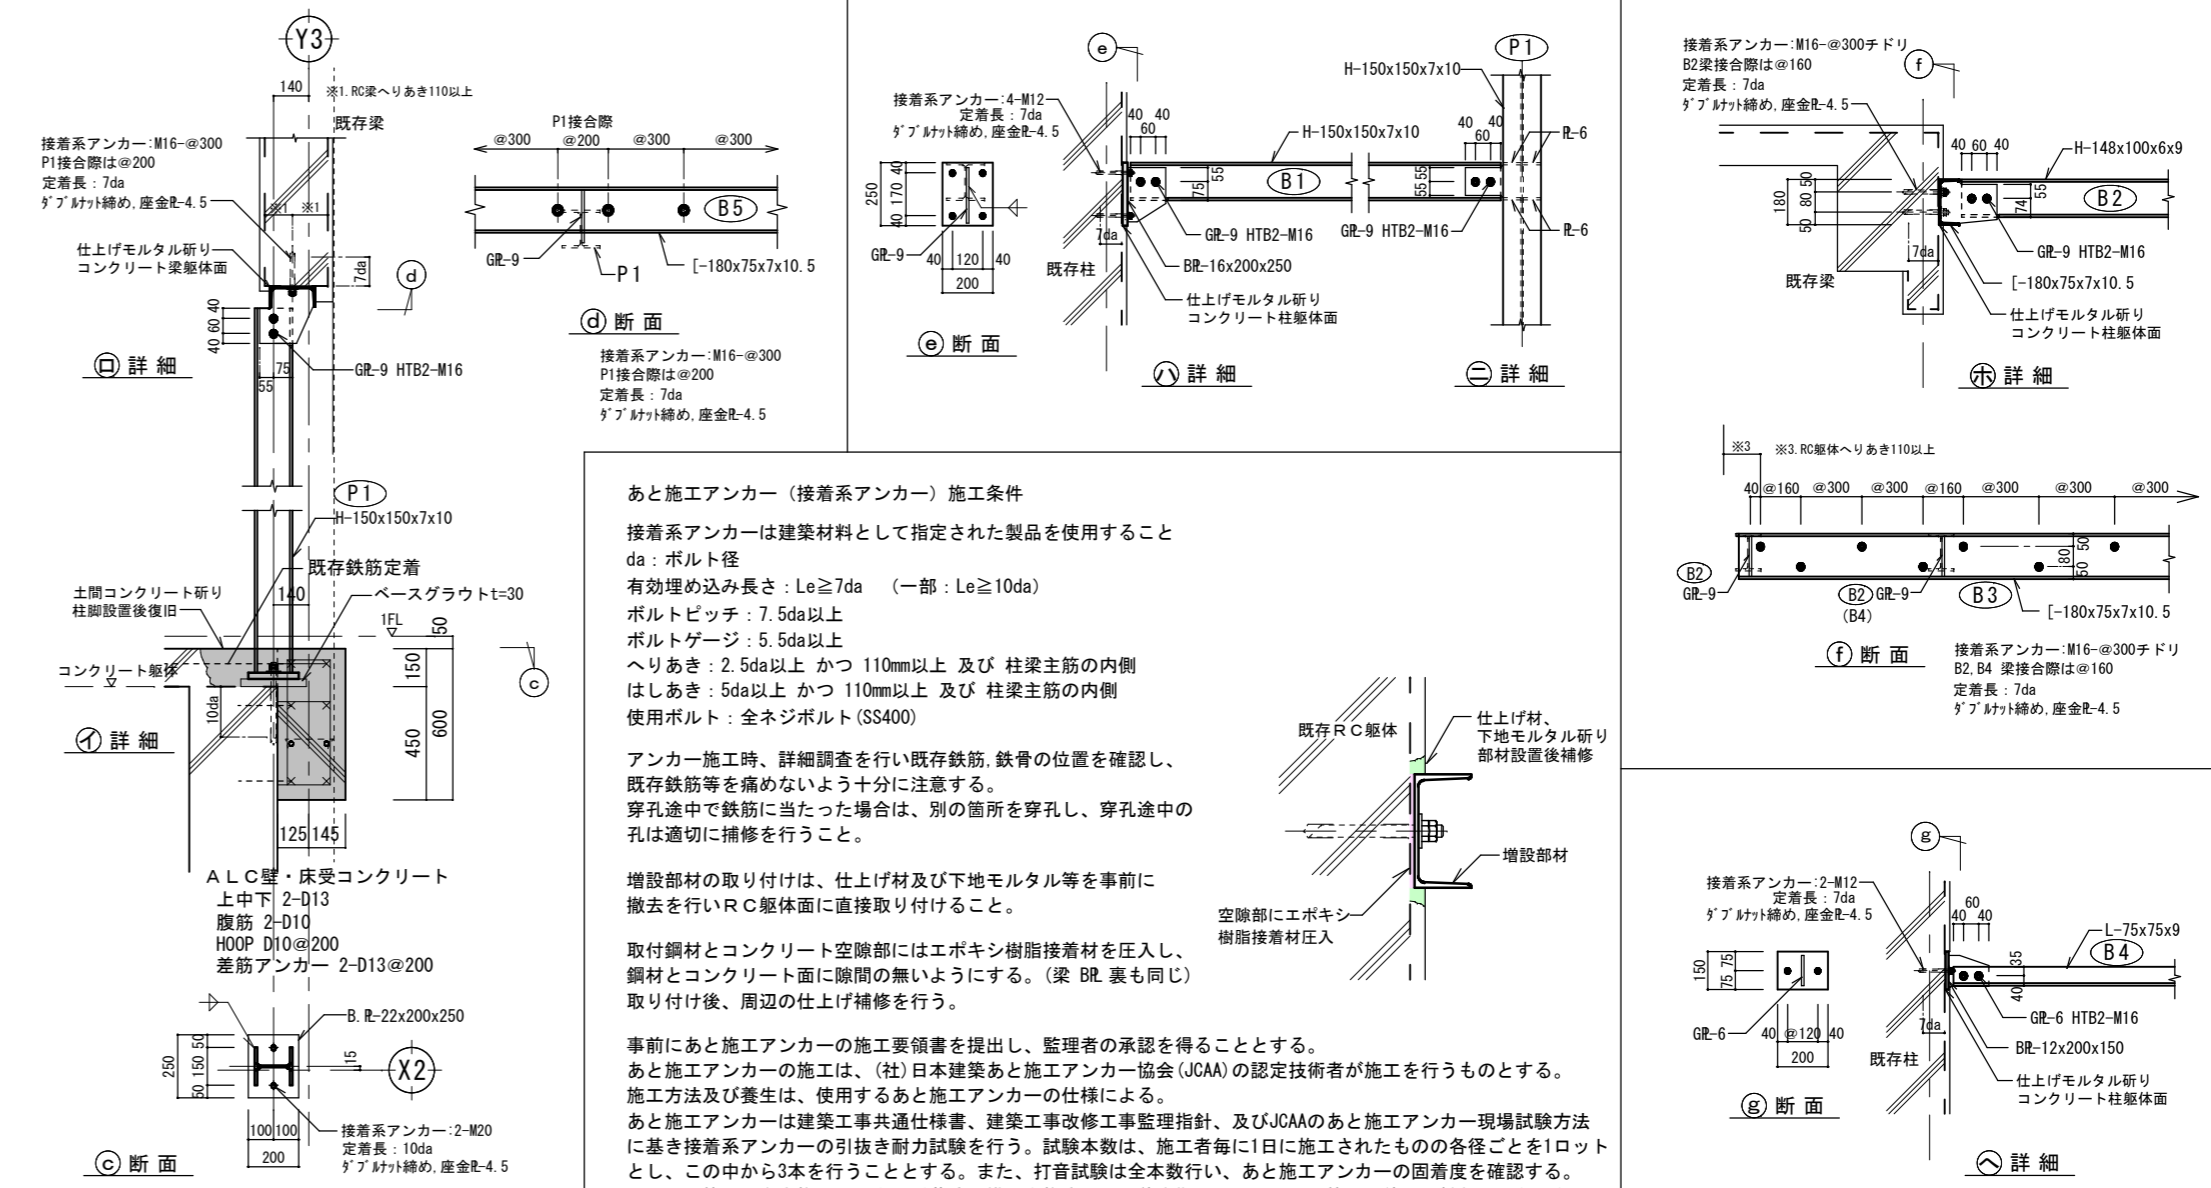 Y3
140
※1.RC梁へりあき110以上
既存梁
接着系アンカー:M16-@300
P1接合際は@200
定着長：7da
ﾀﾞﾌﾞﾙﾅｯﾄ締め,座金PL-4.5
※1 ※1
仕上げモルタル斫り
コンクリート梁躯体面
7da
d
40 60 40
ロ 詳 細
75
55
GPL-9 HTB2-M16
P1
H-150x150x7x10
既存鉄筋定着
土間コンクリート斫り
柱脚設置後復旧
140
ベースグラウトt=30
1FL
50
コンクリート躯体
150
10da
450
600
c
イ 詳 細
125 145
ＡＬＣ壁・床受コンクリート
上中下 2-D13
腹筋 2-D10
HOOP D10@200
差筋アンカー 2-D13@200
B.PL-22x200x250
250
50 150 50
15
X2
100 100
200
接着系アンカー:2-M20
定着長：10da
ﾀﾞﾌﾞﾙﾅｯﾄ締め,座金PL-4.5
c 断 面
P1接合際
@300 @200 @300 @300
B5
GPL-9
P1
[-180x75x7x10.5
d 断 面
接着系アンカー:M16-@300
P1接合際は@200
定着長：7da
ﾀﾞﾌﾞﾙﾅｯﾄ締め,座金PL-4.5
e
P1
H-150x150x7x10
接着系アンカー:4-M12
定着長：7da
ﾀﾞﾌﾞﾙﾅｯﾄ締め,座金PL-4.5
40 40
60
H-150x150x7x10
40 40
60
PL-6
250
40 170 40
55
75
B1
55 55
GPL-9
40 120 40
200
7da
GPL-9 HTB2-M16
GPL-9 HTB2-M16
PL-6
既存柱
BPL-16x200x250
仕上げモルタル斫り
コンクリート柱躯体面
e 断 面
ハ 詳 細
ニ 詳 細
接着系アンカー:M16-@300チドリ
B2梁接合際は@160
定着長：7da
ﾀﾞﾌﾞﾙﾅｯﾄ締め,座金PL-4.5
f
40 60 40
H-148x100x6x9
180
50 80 50
55
74
B2
7da
GPL-9 HTB2-M16
既存梁
[-180x75x7x10.5
仕上げモルタル斫り
コンクリート柱躯体面
ホ 詳 細
※3
※3.RC躯体へりあき110以上
40 @160 @300 @300 @160 @300 @300 @300
50
80
50
B2
GPL-9
B2
(B4)
GPL-9
B3
[-180x75x7x10.5
f 断 面
接着系アンカー:M16-@300チドリ
B2,B4 梁接合際は@160
定着長：7da
ﾀﾞﾌﾞﾙﾅｯﾄ締め,座金PL-4.5
あと施工アンカー（接着系アンカー）施工条件
接着系アンカーは建築材料として指定された製品を使用すること
da：ボルト径
有効埋め込み長さ：Le≧7da （一部：Le≧10da）
ボルトピッチ：7.5da以上
ボルトゲージ：5.5da以上
へりあき：2.5da以上 かつ 110mm以上 及び 柱梁主筋の内側
はしあき：5da以上 かつ 110mm以上 及び 柱梁主筋の内側
使用ボルト：全ネジボルト(SS400)
アンカー施工時、詳細調査を行い既存鉄筋,鉄骨の位置を確認し、
既存鉄筋等を痛めないよう十分に注意する。
穿孔途中で鉄筋に当たった場合は、別の箇所を穿孔し、穿孔途中の
孔は適切に補修を行うこと。
増設部材の取り付けは、仕上げ材及び下地モルタル等を事前に
撤去を行いＲＣ躯体面に直接取り付けること。
取付鋼材とコンクリート空隙部にはエポキシ樹脂接着材を圧入し、
鋼材とコンクリート面に隙間の無いようにする。(梁 BPL 裏も同じ)
取り付け後、周辺の仕上げ補修を行う。
事前にあと施工アンカーの施工要領書を提出し、監理者の承認を得ることとする。
あと施工アンカーの施工は、(社)日本建築あと施工アンカー協会(JCAA)の認定技術者が施工を行うものとする。
施工方法及び養生は、使用するあと施工アンカーの仕様による。
あと施工アンカーは建築工事共通仕様書、建築工事改修工事監理指針、及びJCAAのあと施工アンカー現場試験方法
に基き接着系アンカーの引抜き耐力試験を行う。試験本数は、施工者毎に1日に施工されたものの各径ごとを1ロット
とし、この中から3本を行うこととする。また、打音試験は全本数行い、あと施工アンカーの固着度を確認する。
既存ＲＣ躯体
仕上げ材、
下地モルタル斫り
部材設置後補修
増設部材
空隙部にエポキシ
樹脂接着材圧入
g
接着系アンカー:2-M12
定着長：7da
ﾀﾞﾌﾞﾙﾅｯﾄ締め,座金PL-4.5
60
40 40
L-75x75x9
B4
150
75 75
35
40
GPL-6
40 @120 40
200
7da
GPL-6 HTB2-M16
既存柱
BPL-12x200x150
仕上げモルタル斫り
コンクリート柱躯体面
g 断 面
ヘ 詳 細